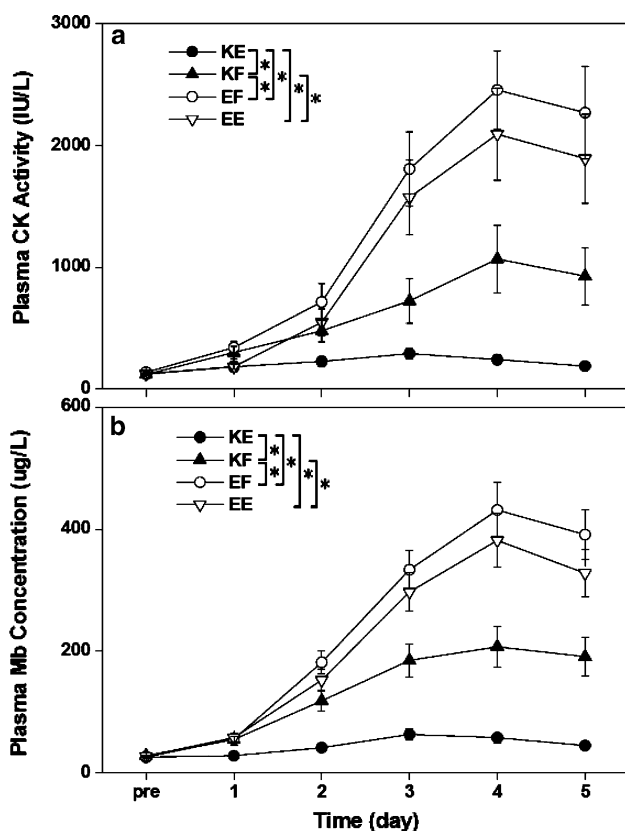 a
3000
2000
1000
0
Plasma CK Activity (IU/L)
KE
KF
EF
EE
* * * * *
b
600
400
200
0
Plasma Mb Concentration (ug/L)
KE
KF
EF
EE
* * * * *
pre 1 2 3 4 5
Time (day)